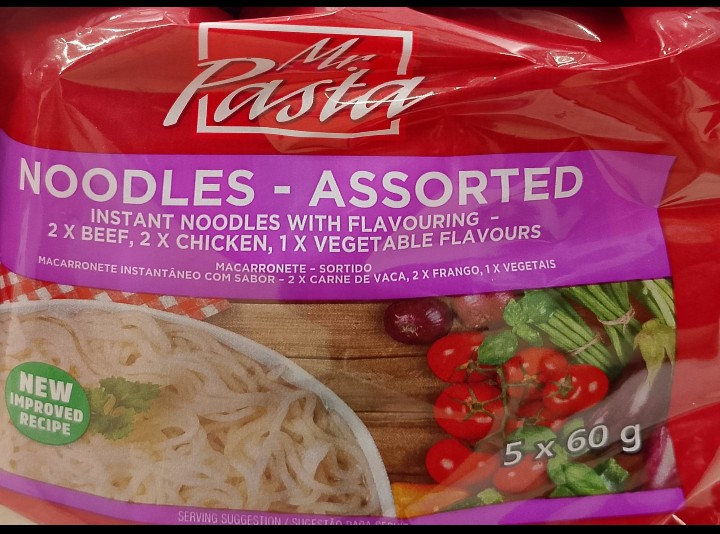 Mr.
Pasta
NOODLES - ASSORTED
INSTANT NOODLES WITH FLAVOURING -
2 X BEEF, 2 X CHICKEN, 1 X VEGETABLE FLAVOURS
MACARRONETE - SORTIDO
MACARRONETE INSTANTÂNEO COM SABOR - 2 X CARNE DE VACA, 2 X FRANGO, 1 X VEGETAIS
NEW
IMPROVED
RECIPE
5 x 60 g
SERVING SUGGESTION / SUGESTÃO PARA